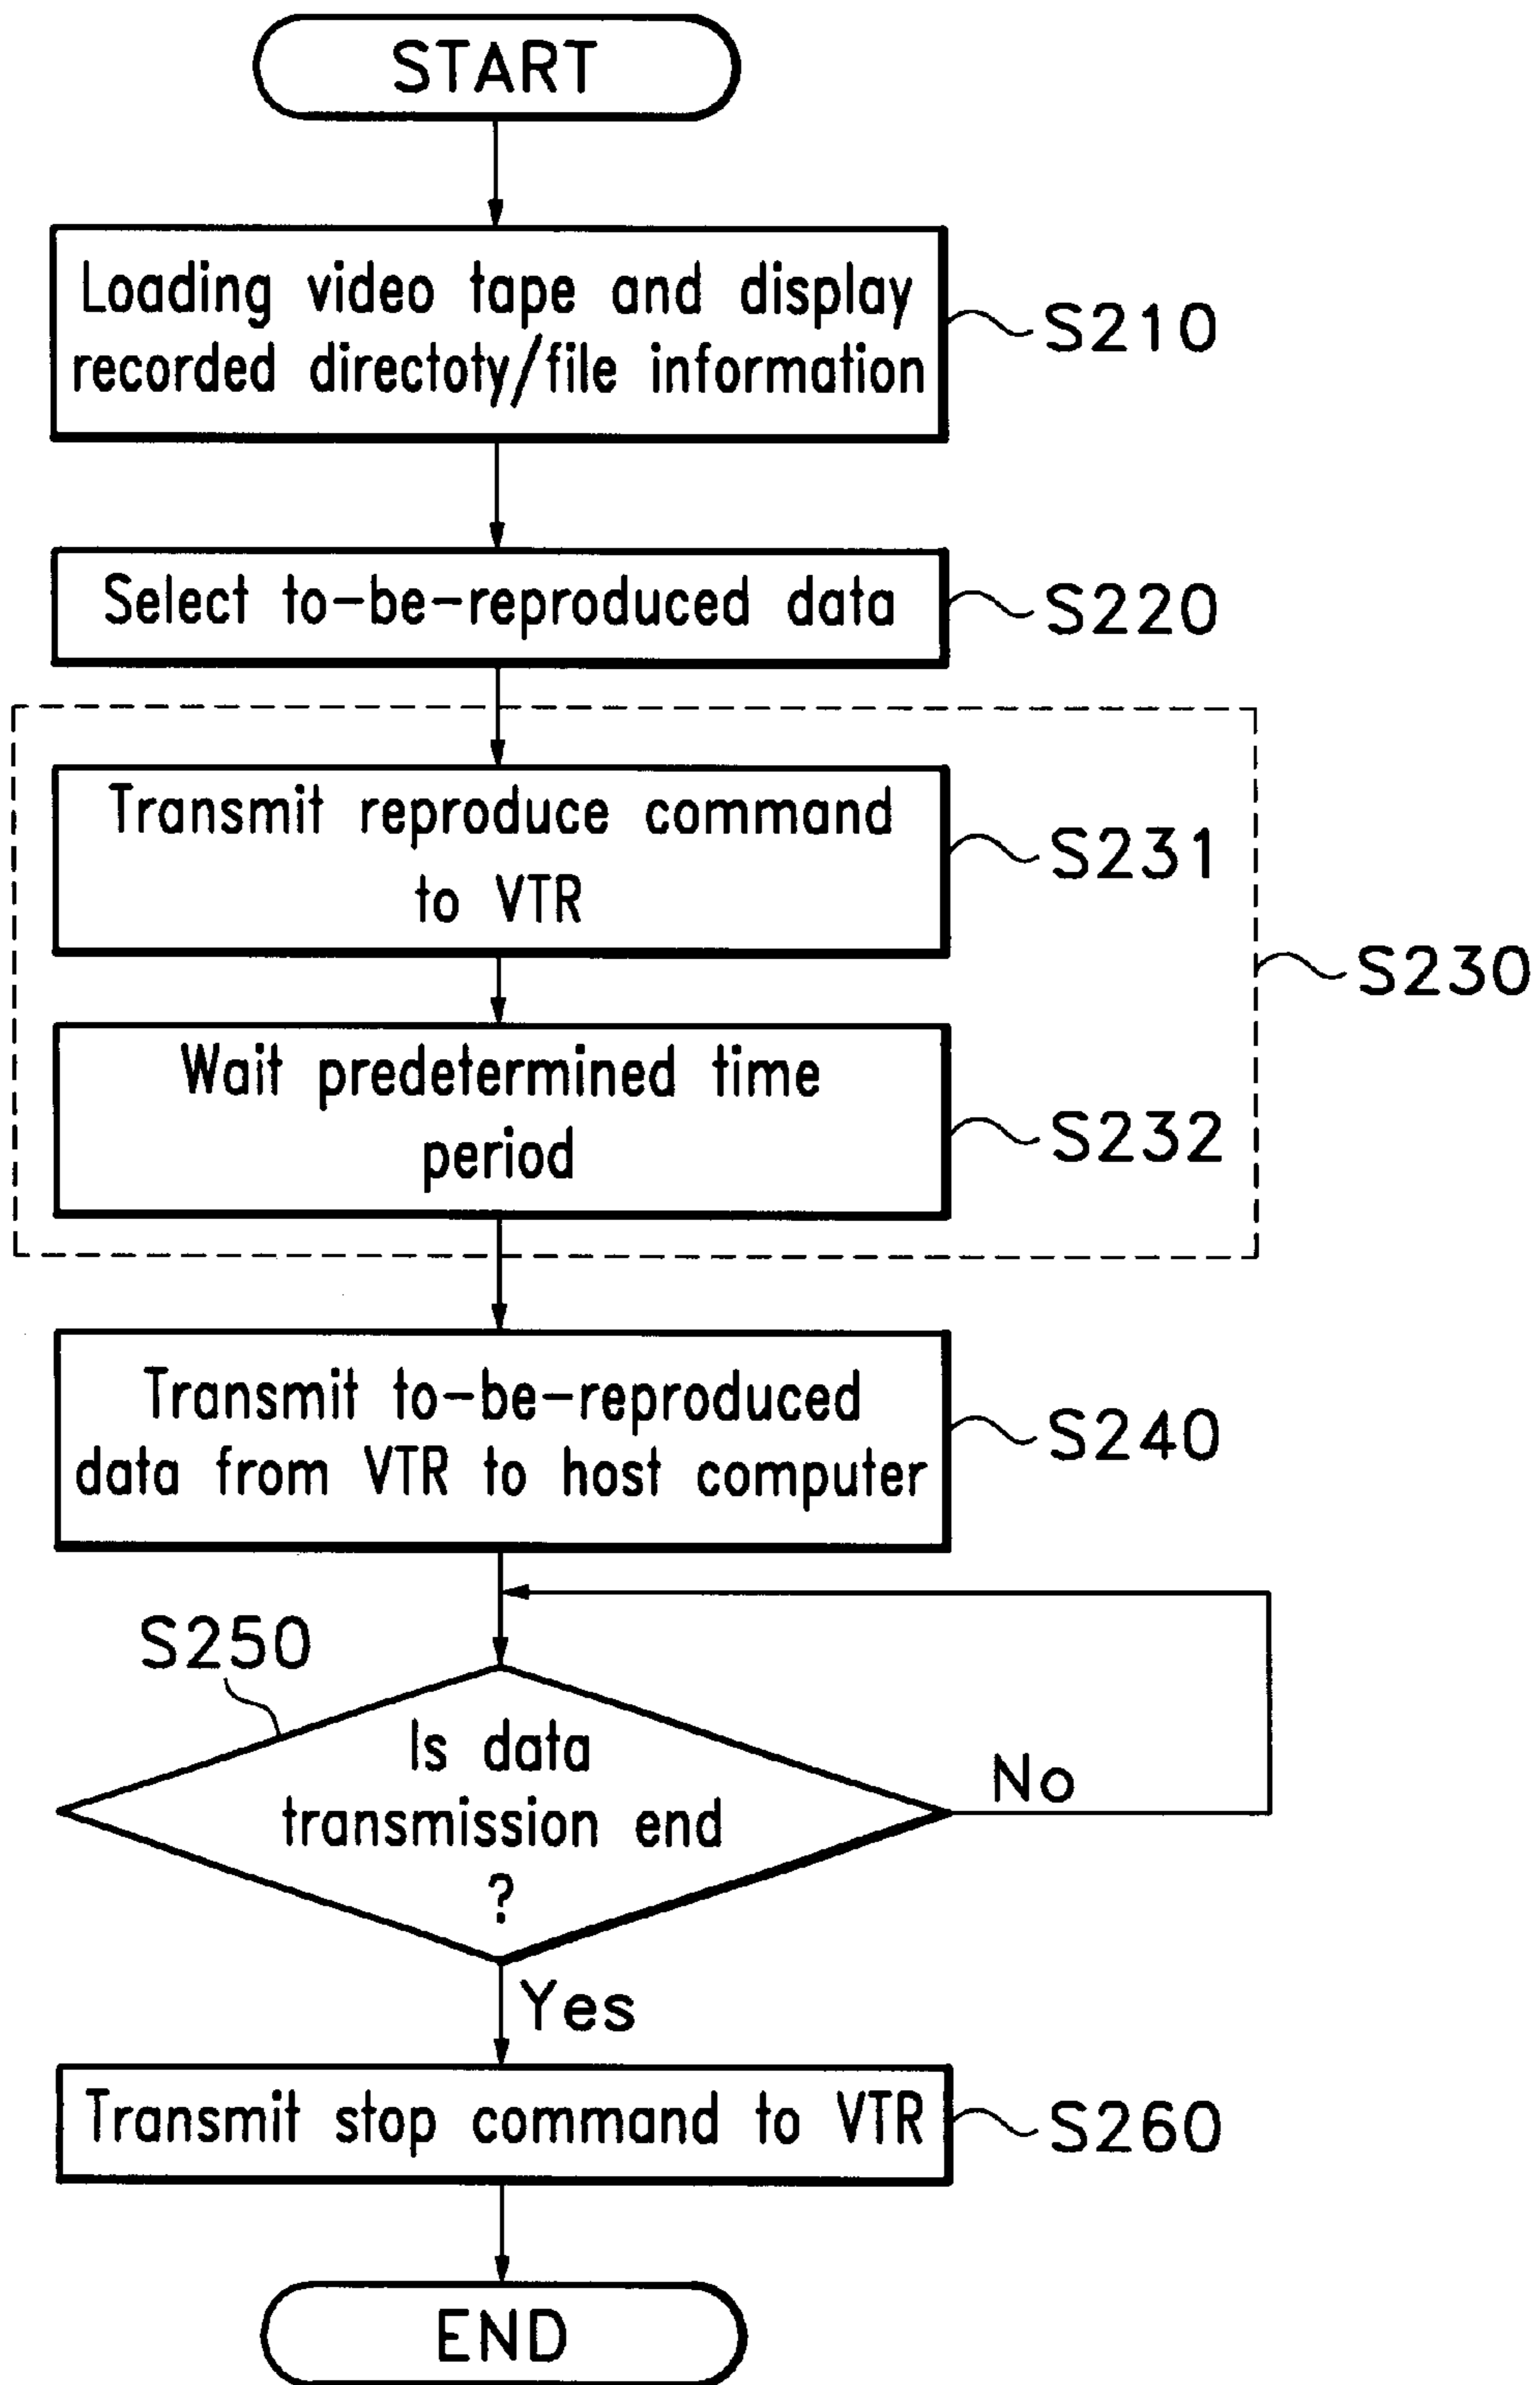 START
Loading video tape and display
recorded directoty/file information
S210
Select to-be-reproduced data
S220
Transmit reproduce command
to VTR
S231
S230
Wait predetermined time
period
S232
Transmit to-be-reproduced
data from VTR to host computer
S240
S250
Is data
transmission end
?
No
Yes
Transmit stop command to VTR
S260
END